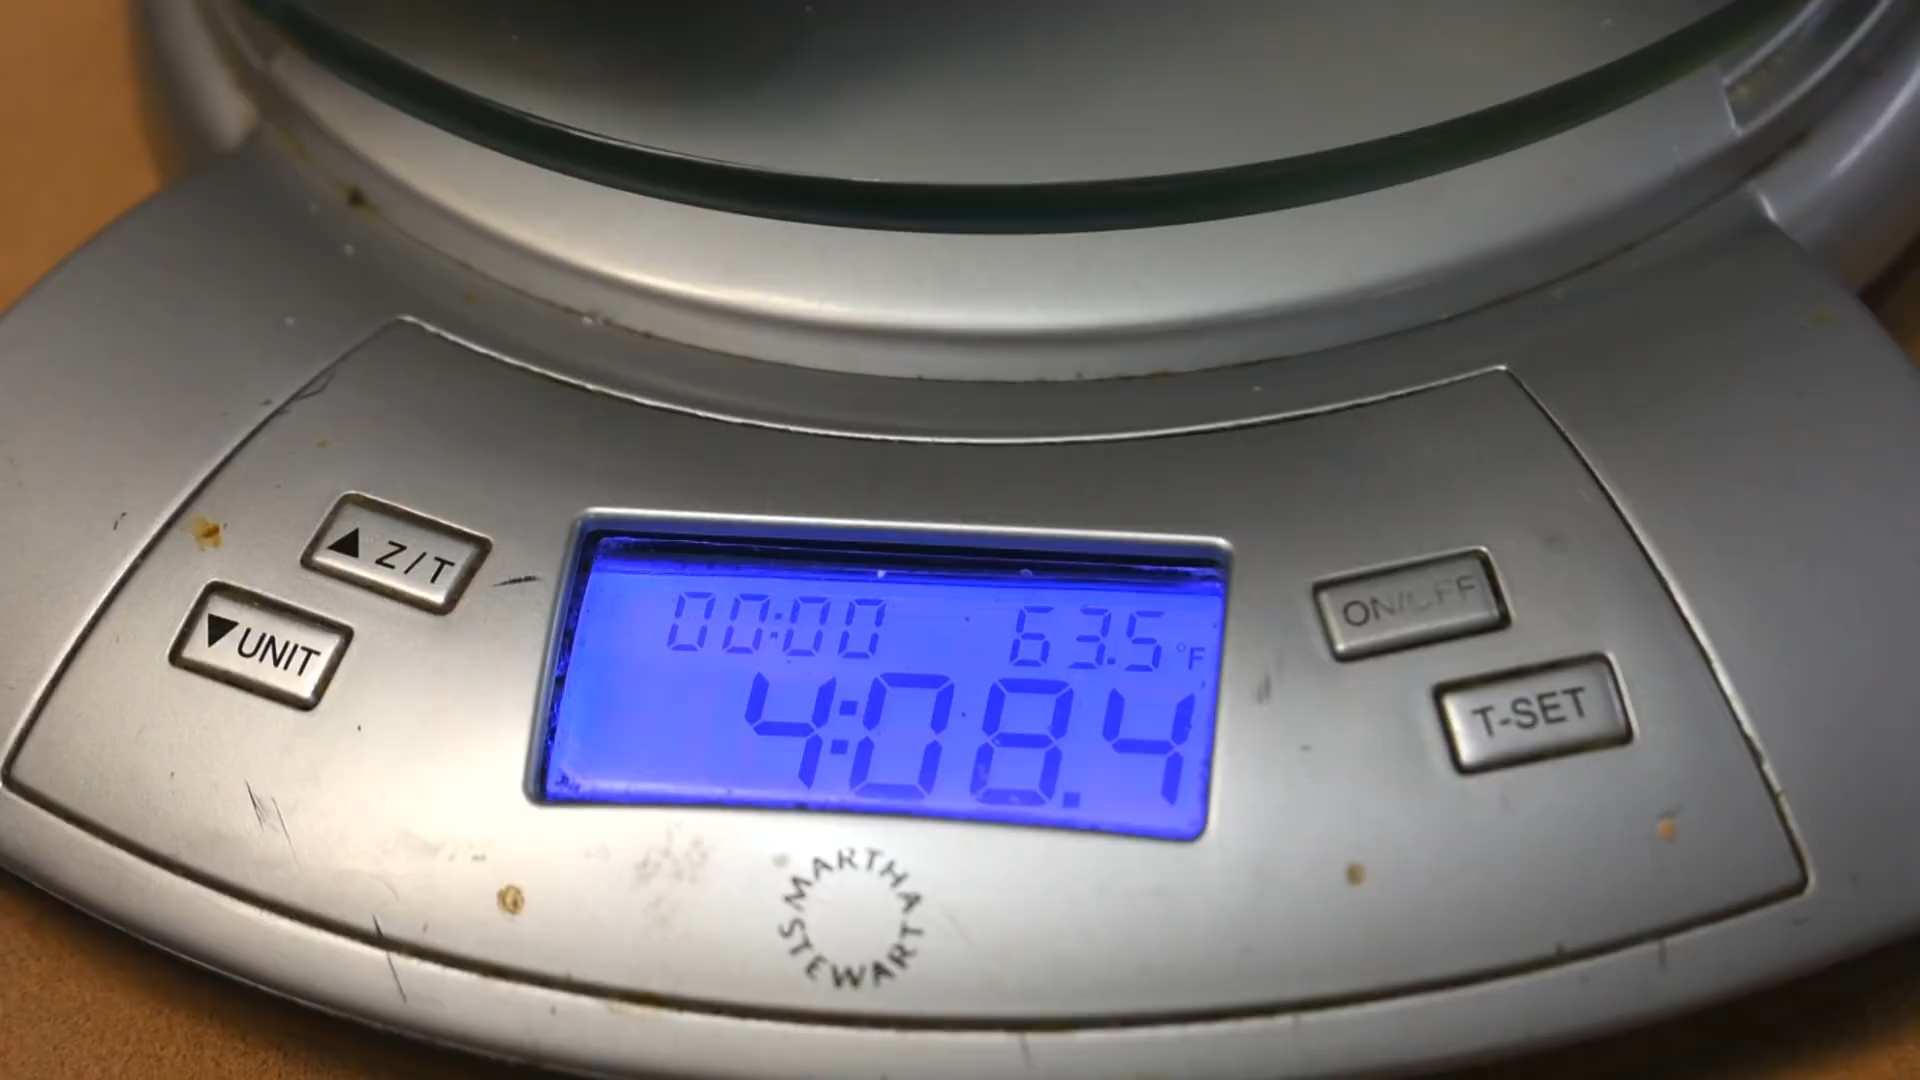 ▲ Z/T
▼ UNIT
00:00 63.5 °F
4:08.4
ON/OFF
T-SET
MARTHA STEWART